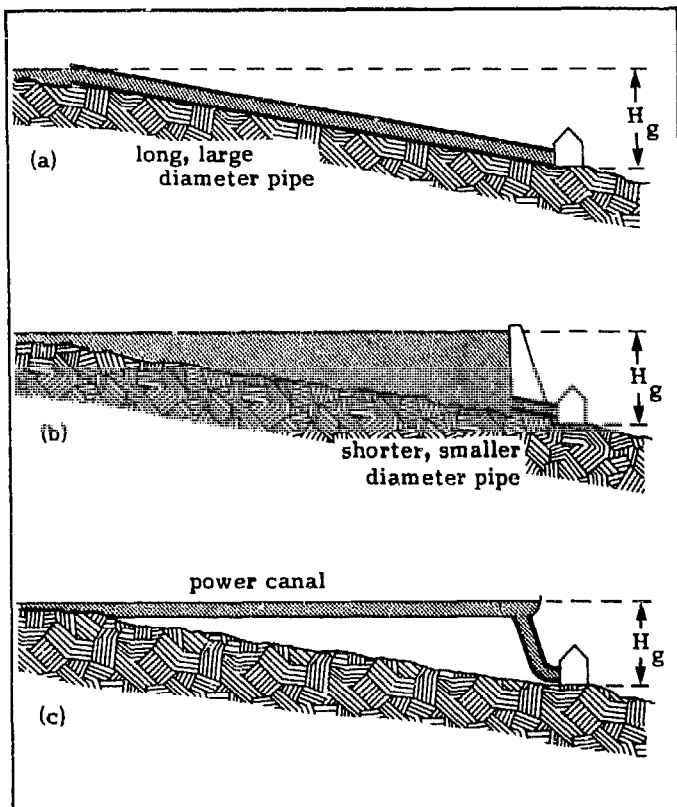 H
g
(a)
long, large
diameter pipe
H
g
(b)
shorter, smaller
diameter pipe
power canal
H
g
(c)